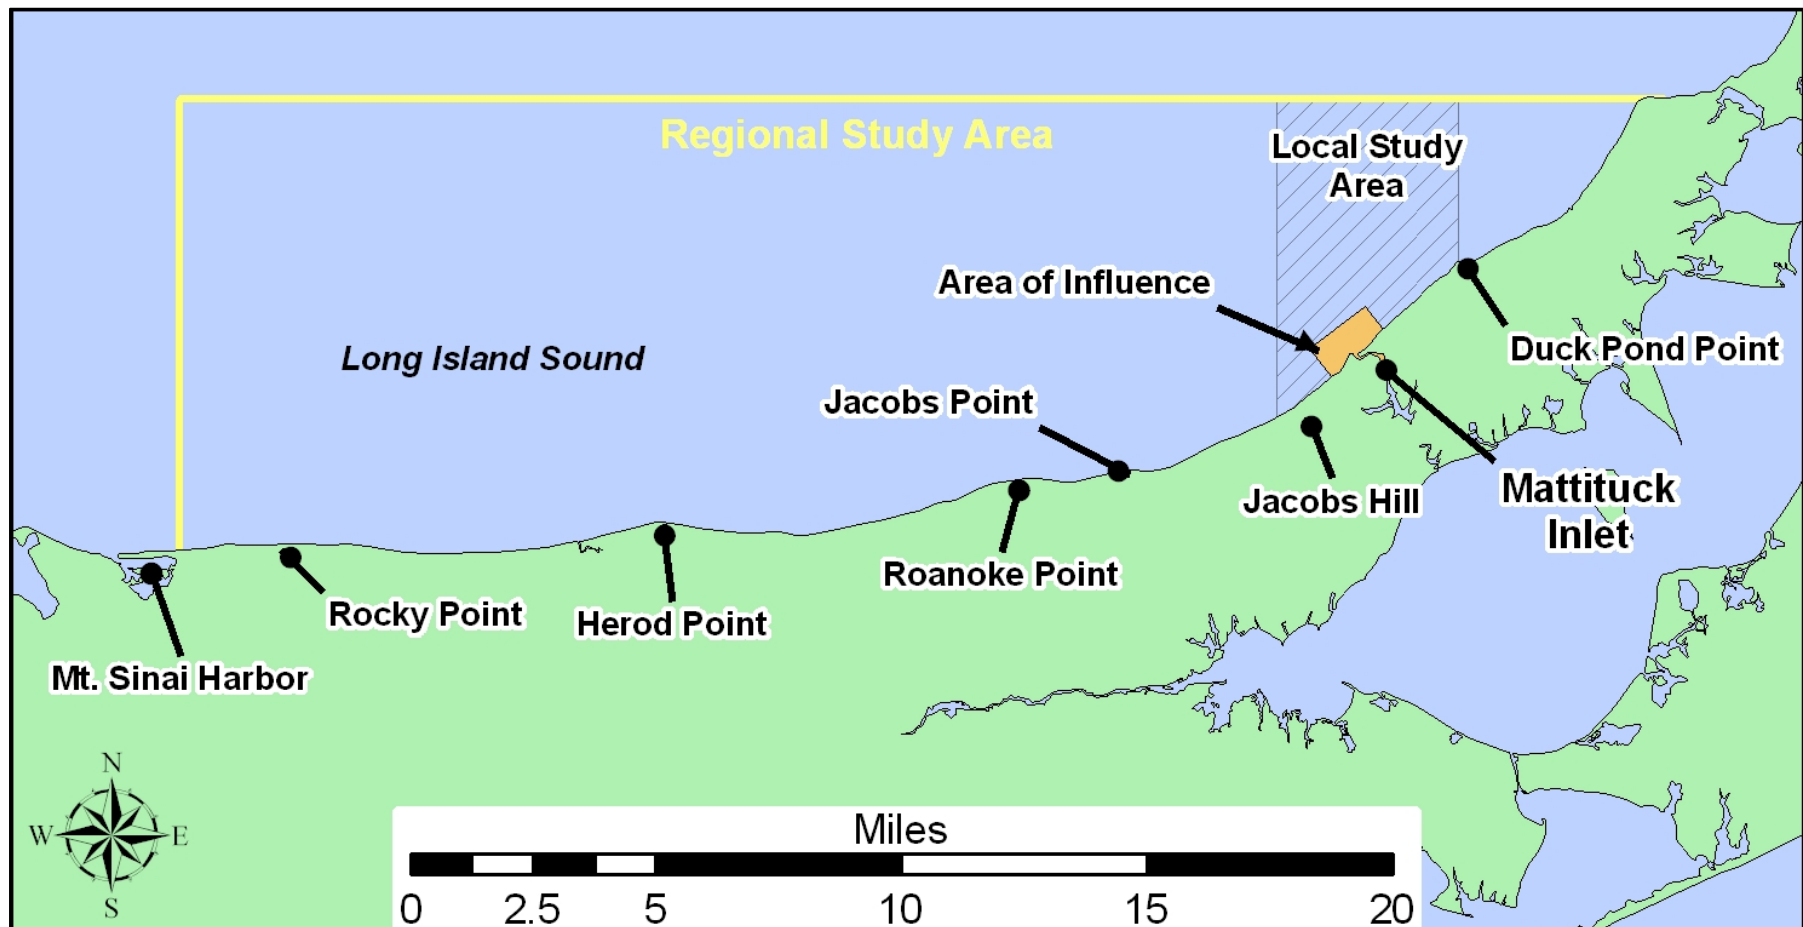 Regional Study Area
Local Study
Area
Area of Influence
Duck Pond Point
Long Island Sound
Jacobs Point
Mattituck
Inlet
Jacobs Hill
Roanoke Point
Rocky Point
Herod Point
Mt. Sinai Harbor
N
W
E
S
Miles
0 2.5 5 10 15 20